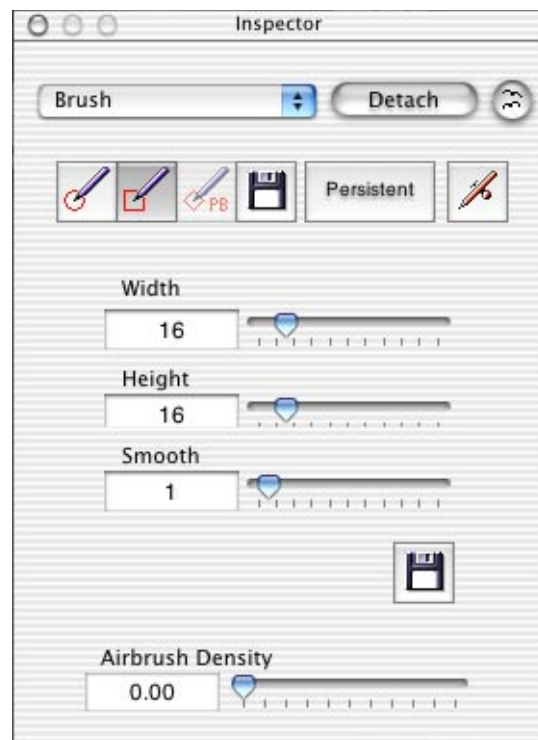 Inspector
Brush
Detach
PB
Persistent
Width
16
Height
16
Smooth
1
Airbrush Density
0.00